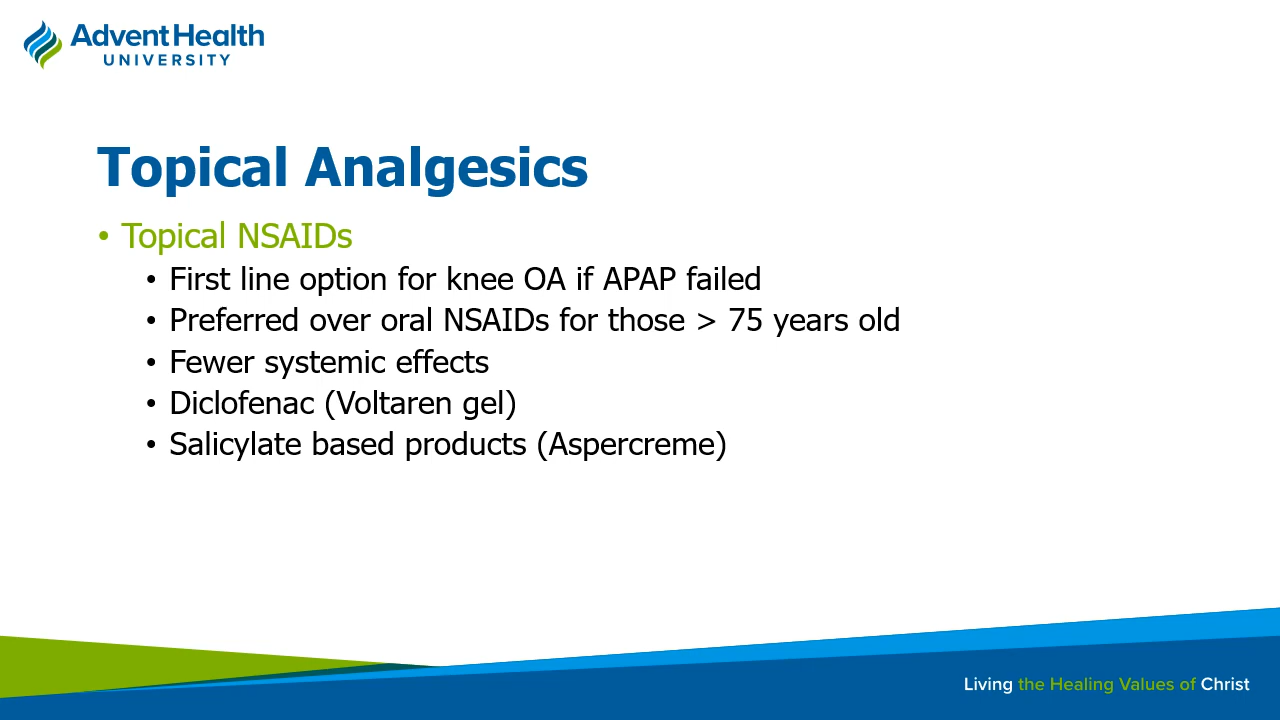 AdventHealth
UNIVERSITY
Topical Analgesics
• Topical NSAIDs
• First line option for knee OA if APAP failed
• Preferred over oral NSAIDs for those > 75 years old
• Fewer systemic effects
• Diclofenac (Voltaren gel)
• Salicylate based products (Aspercreme)
Living the Healing Values of Christ